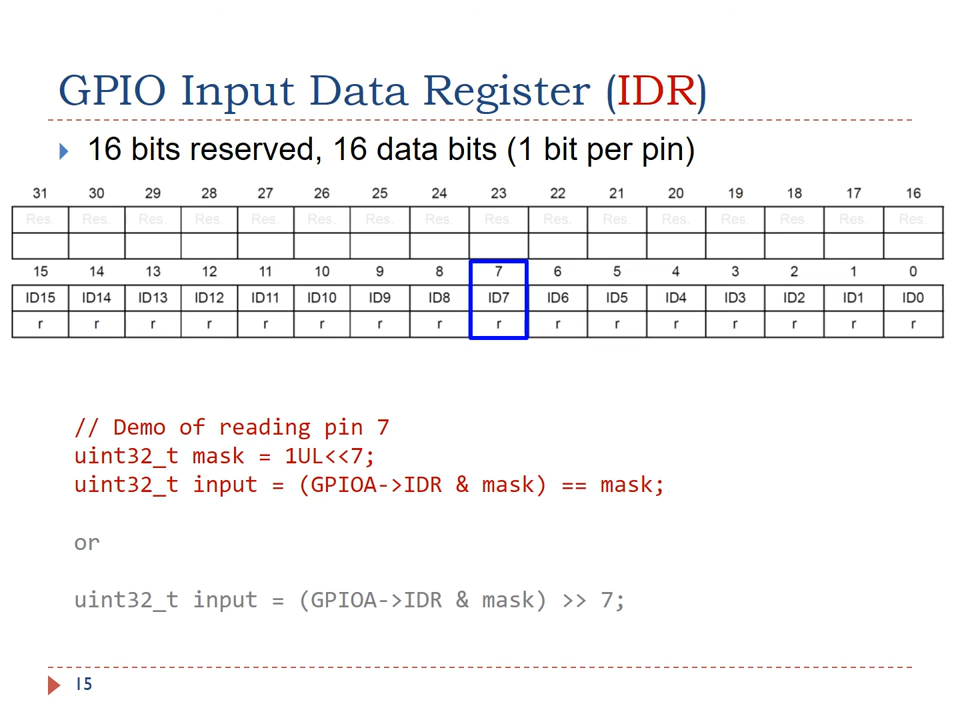 GPIO Input Data Register (IDR)
16 bits reserved, 16 data bits (1 bit per pin)
31 30 29 28 27 26 25 24 23 22 21 20 19 18 17 16
Res. Res. Res. Res. Res. Res. Res. Res. Res. Res. Res. Res. Res. Res. Res. Res.
15 14 13 12 11 10 9 8 7 6 5 4 3 2 1 0
ID15 ID14 ID13 ID12 ID11 ID10 ID9 ID8 ID7 ID6 ID5 ID4 ID3 ID2 ID1 ID0
r r r r r r r r r r r r r r r r
// Demo of reading pin 7
uint32_t mask = 1UL<<7;
uint32_t input = (GPIOA->IDR & mask) == mask;
or
uint32_t input = (GPIOA->IDR & mask) >> 7;
15